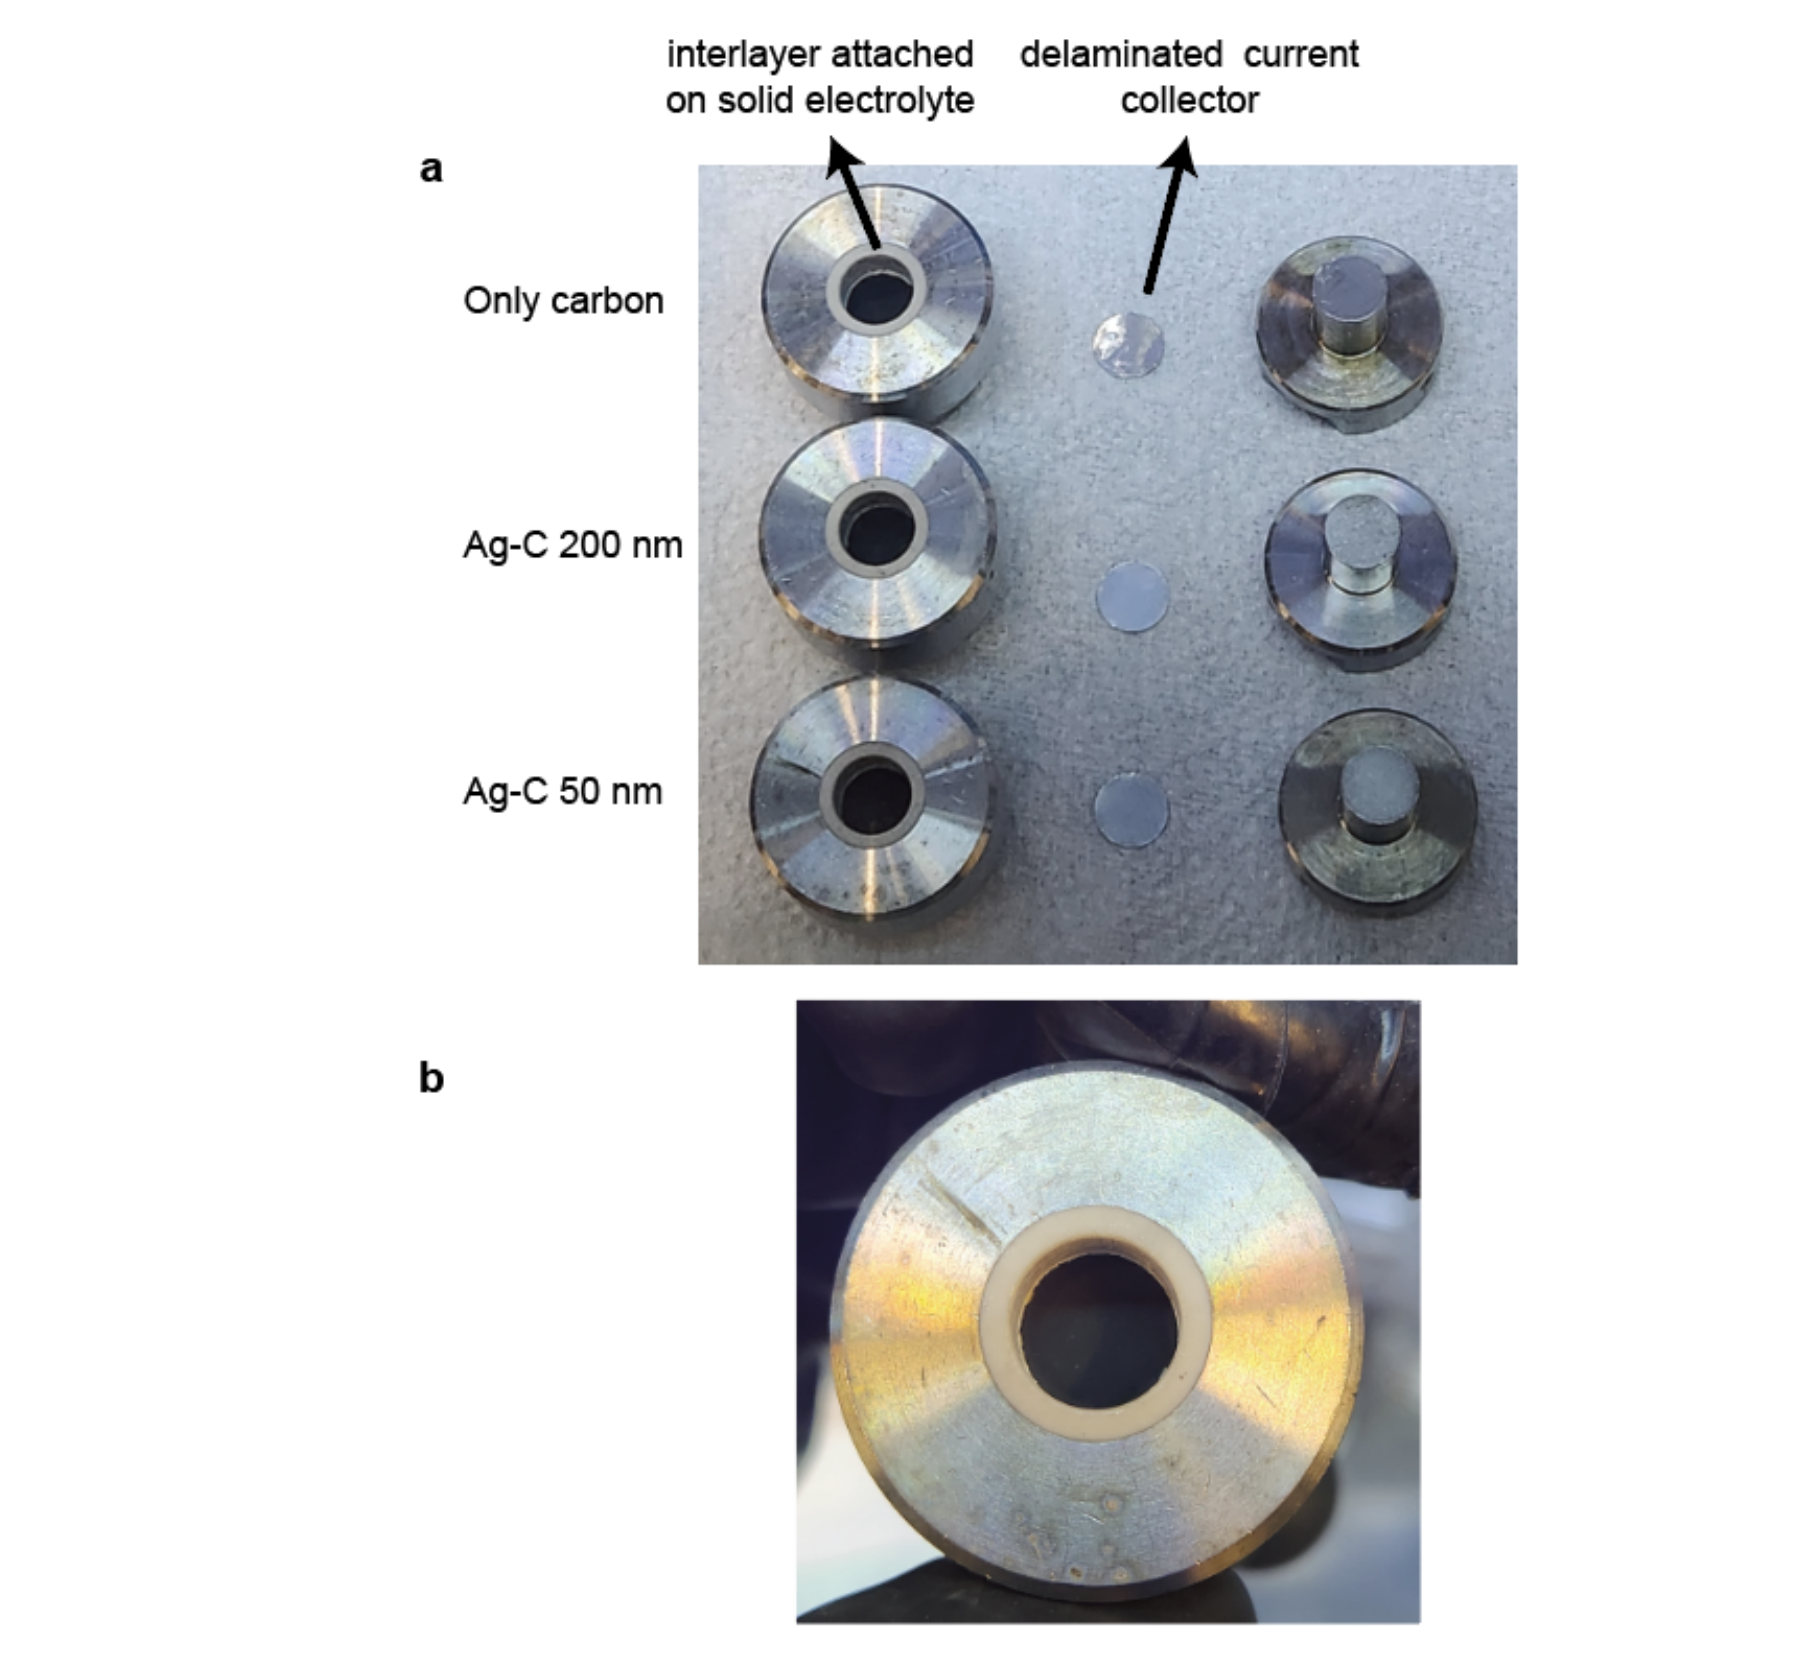 interlayer attached
on solid electrolyte
delaminated current
collector
a
Only carbon
Ag-C 200 nm
Ag-C 50 nm
b